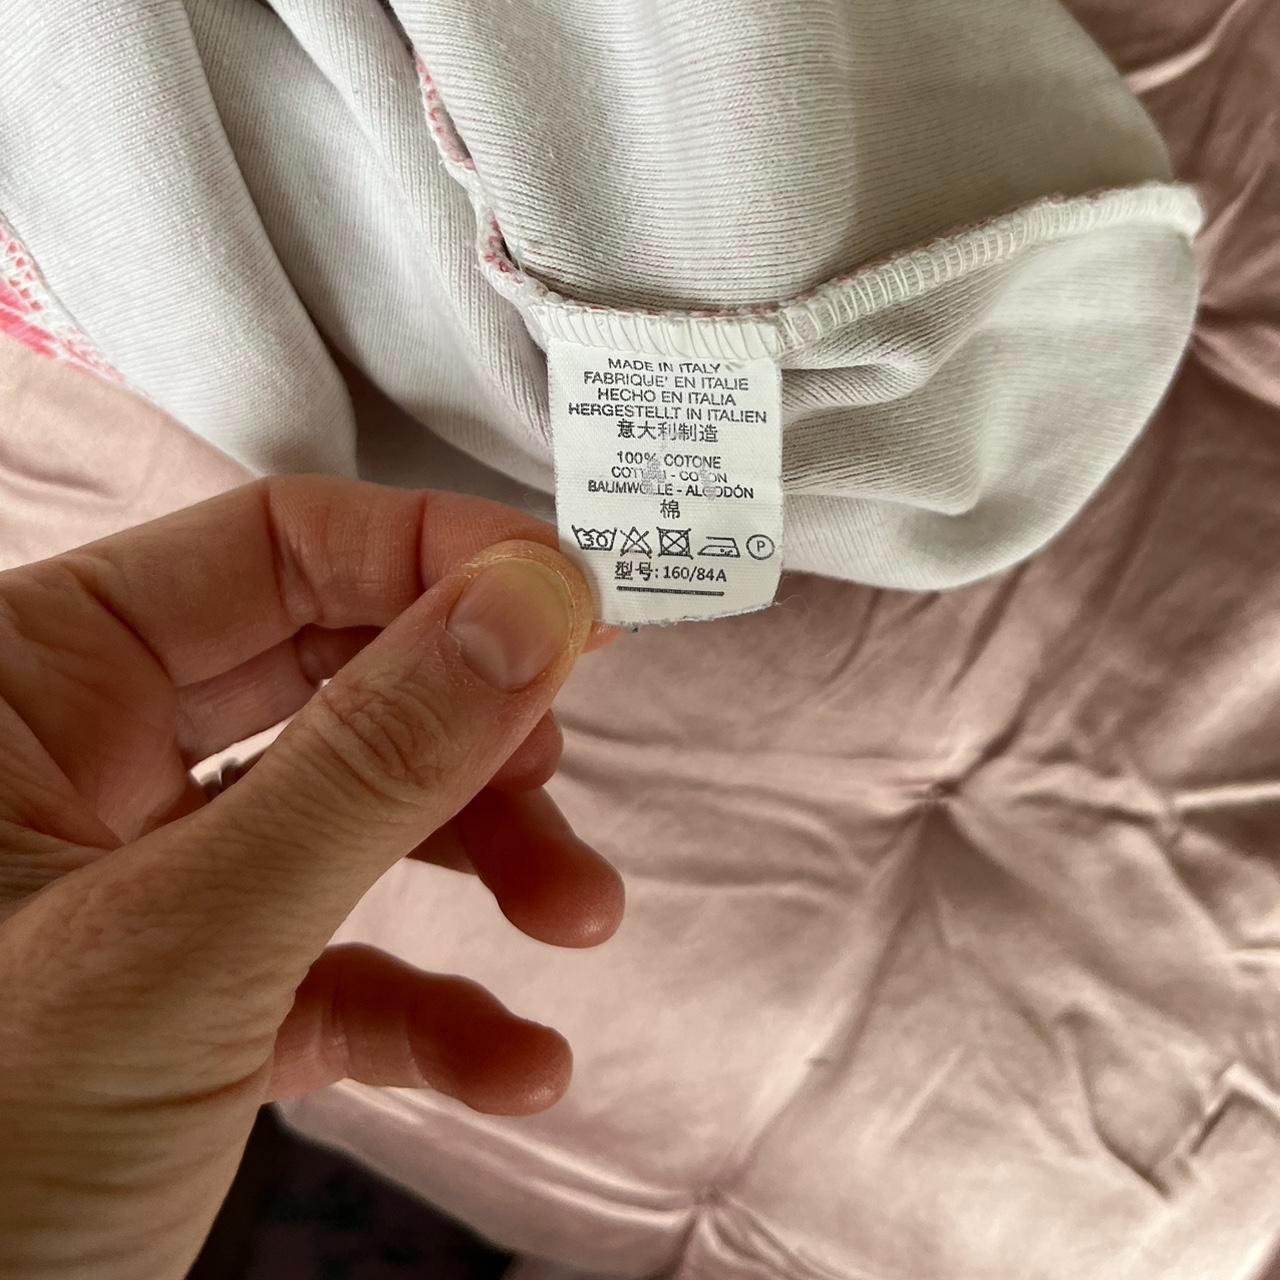 MADE IN ITALY
FABRIQUE' EN ITALIE
HECHO EN ITALIA
HERGESTELLT IN ITALIEN
意大利制造
100% COTONE
COTTON - COTON
BAUMWOLLE - ALGODÓN
棉
30 P
型号: 160/84A